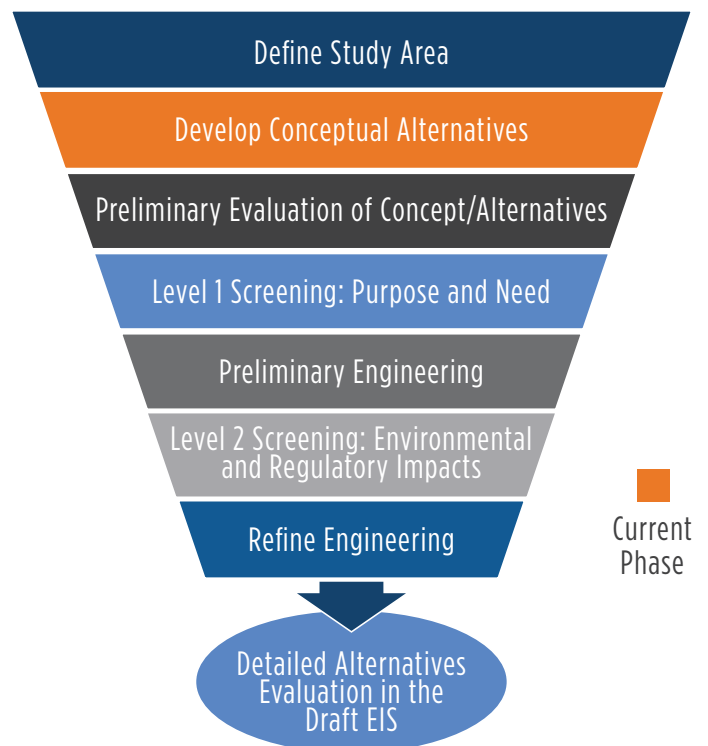 Define Study Area
Develop Conceptual Alternatives
Preliminary Evaluation of Concept/Alternatives
Level 1 Screening: Purpose and Need
Preliminary Engineering
Level 2 Screening: Environmental
and Regulatory Impacts
Refine Engineering
Current
Phase
Detailed Alternatives
Evaluation in the
Draft EIS